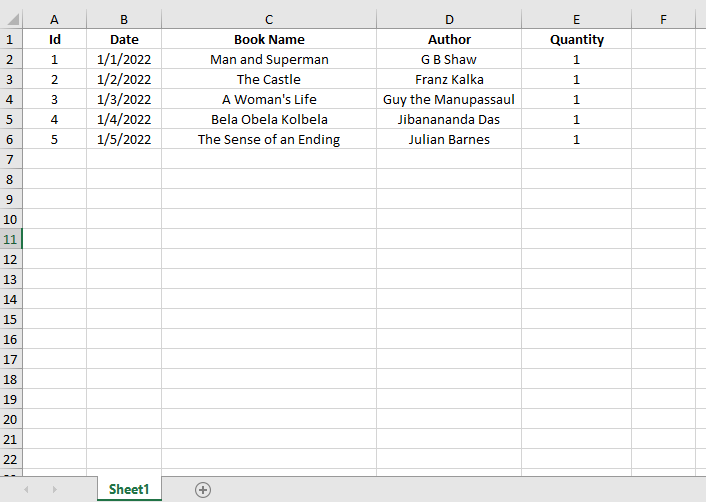 A B C D E F
1 Id Date Book Name Author Quantity
2 1 1/1/2022 Man and Superman G B Shaw 1
3 2 1/2/2022 The Castle Franz Kalka 1
4 3 1/3/2022 A Woman's Life Guy the Manupassaul 1
5 4 1/4/2022 Bela Obela Kolbela Jibanananda Das 1
6 5 1/5/2022 The Sense of an Ending Julian Barnes 1
7
8
9
10
11
12
13
14
15
16
17
18
19
20
21
22
Sheet1